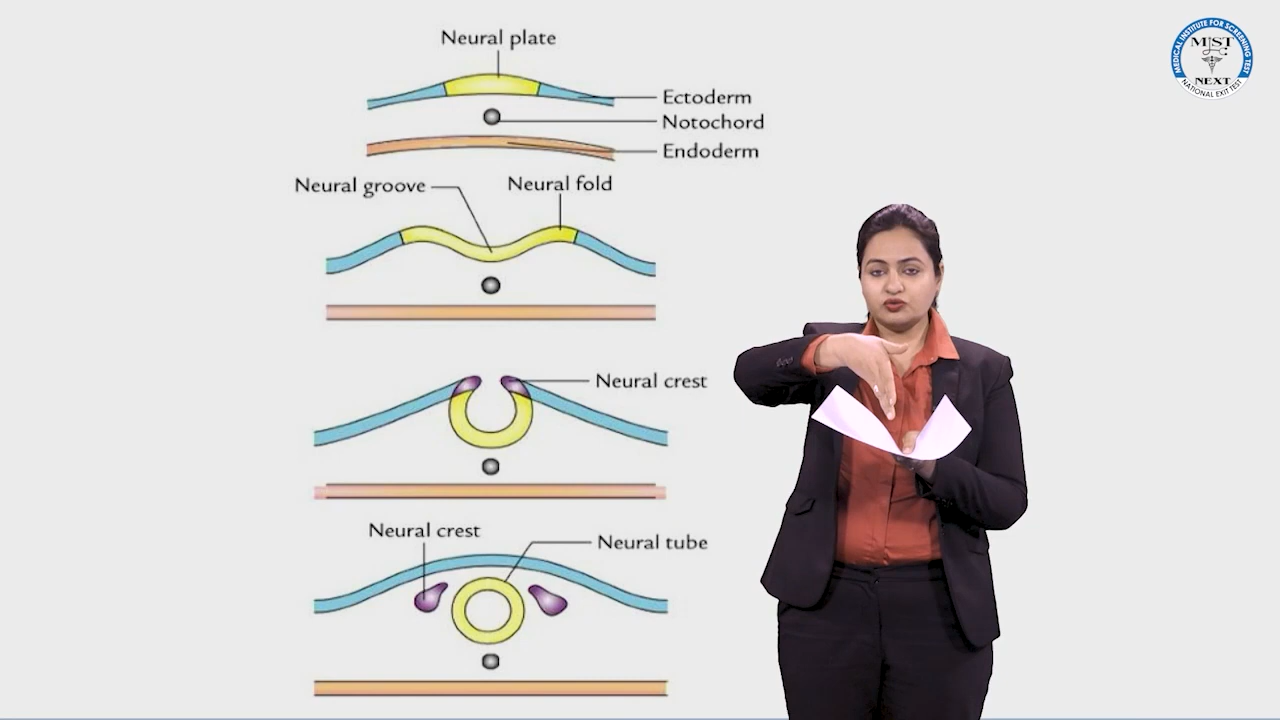 Neural plate
Ectoderm
Notochord
Endoderm
Neural groove
Neural fold
Neural crest
Neural crest
Neural tube
MEDICAL INSTITUTE FOR SCREENING TEST
MIST
NEXT
NATIONAL EXIT TEST